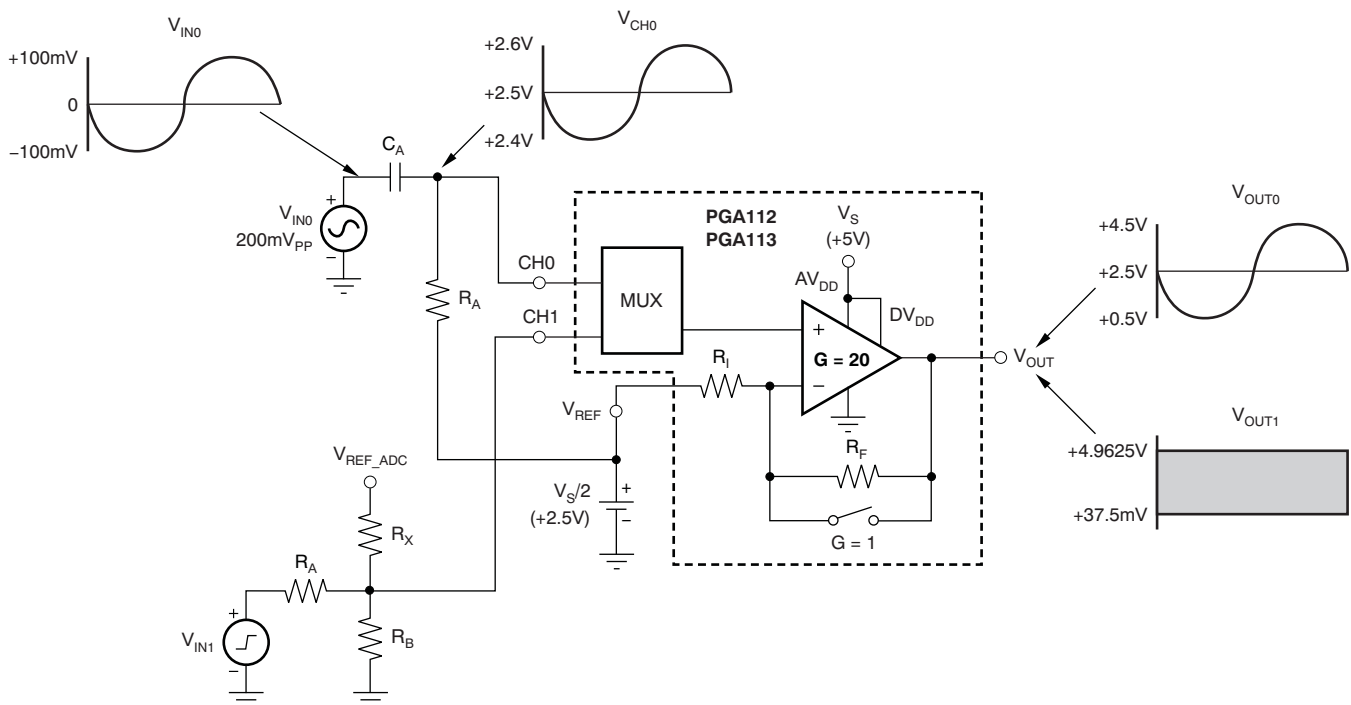 V_IN0
+100mV
0
−100mV
V_CH0
+2.6V
+2.5V
+2.4V
C_A
+
V_IN0
200mV_PP
−
R_A
CH0
CH1
MUX
PGA112
PGA113
V_S
(+5V)
AV_DD
DV_DD
+
G = 20
−
R_I
V_REF
R_F
G = 1
V_OUT
V_OUT0
+4.5V
+2.5V
+0.5V
V_OUT1
+4.9625V
+37.5mV
V_S/2
(+2.5V)
+
−
V_REF_ADC
R_X
R_A
R_B
+
V_IN1
−